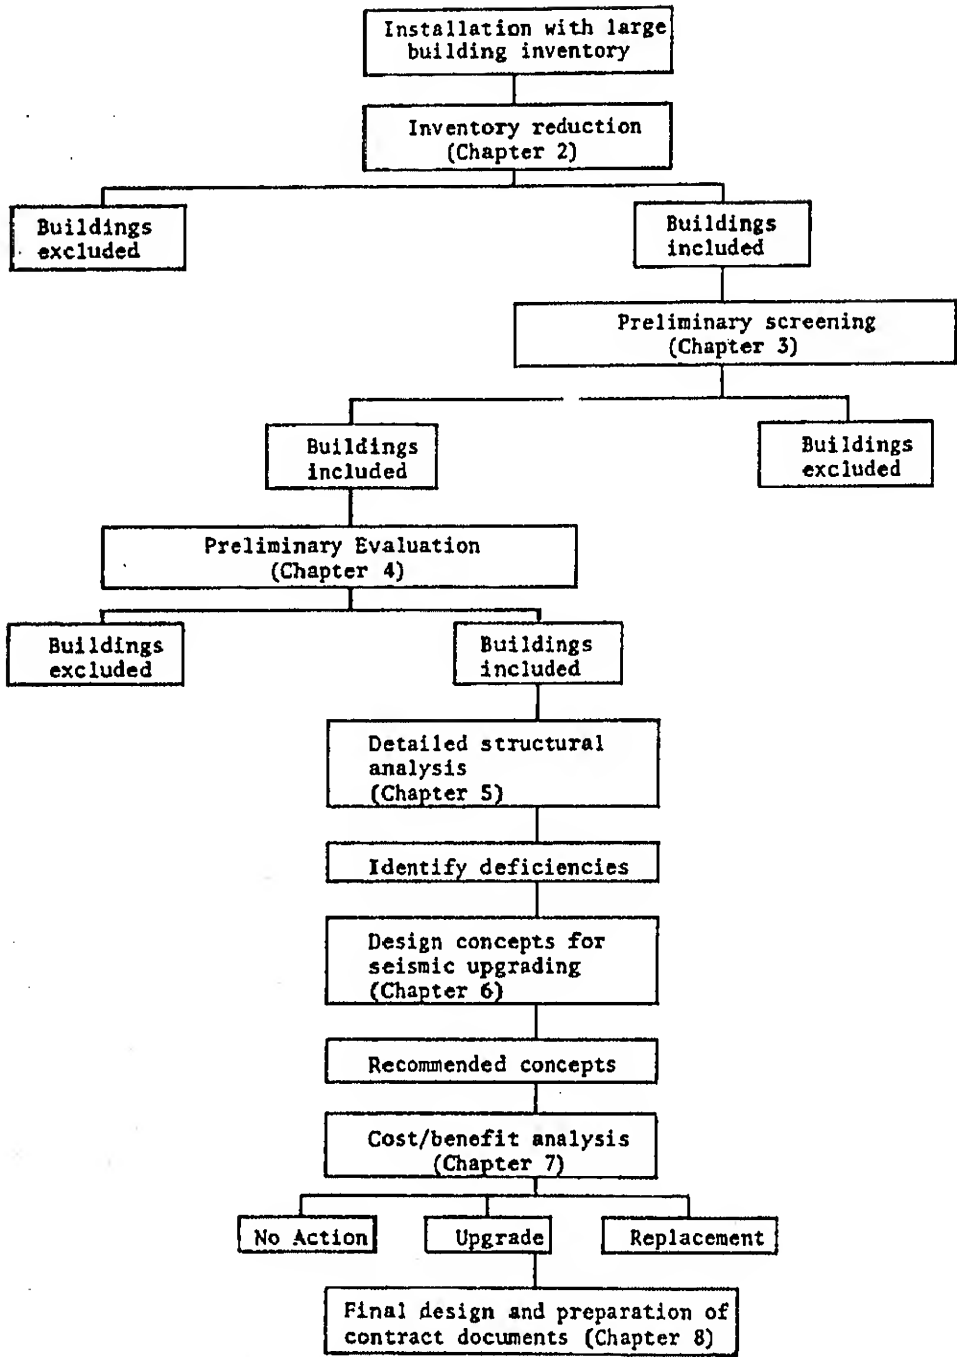 Installation with large
building inventory
Inventory reduction
(Chapter 2)
Buildings
excluded
Buildings
included
Preliminary screening
(Chapter 3)
Buildings
included
Buildings
excluded
Preliminary Evaluation
(Chapter 4)
Buildings
excluded
Buildings
included
Detailed structural
analysis
(Chapter 5)
Identify deficiencies
Design concepts for
seismic upgrading
(Chapter 6)
Recommended concepts
Cost/benefit analysis
(Chapter 7)
No Action
Upgrade
Replacement
Final design and preparation of
contract documents (Chapter 8)